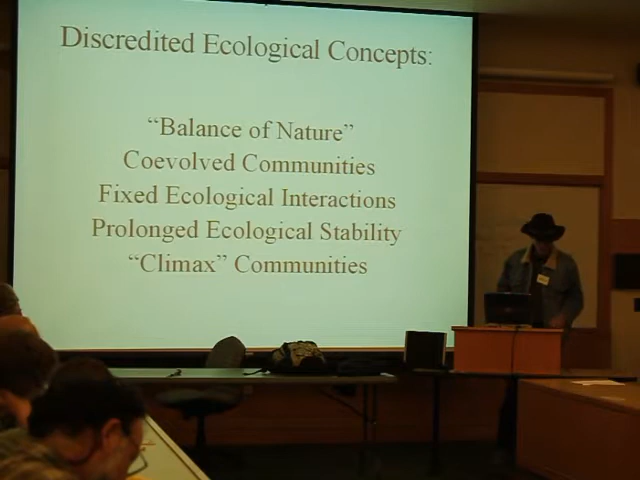 Discredited Ecological Concepts:
“Balance of Nature”
Coevolved Communities
Fixed Ecological Interactions
Prolonged Ecological Stability
“Climax” Communities